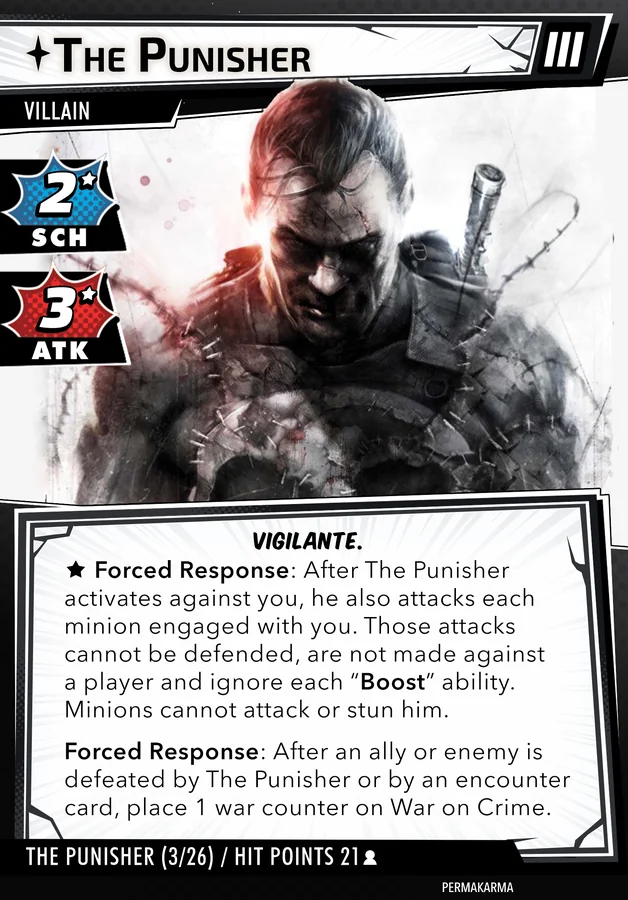 THE PUNISHER
III
VILLAIN
2
SCH
3
ATK
VIGILANTE.
★ Forced Response: After The Punisher
activates against you, he also attacks each
minion engaged with you. Those attacks
cannot be defended, are not made against
a player and ignore each “Boost” ability.
Minions cannot attack or stun him.
Forced Response: After an ally or enemy is
defeated by The Punisher or by an encounter
card, place 1 war counter on War on Crime.
THE PUNISHER (3/26) / HIT POINTS 21
PERMAKARMA